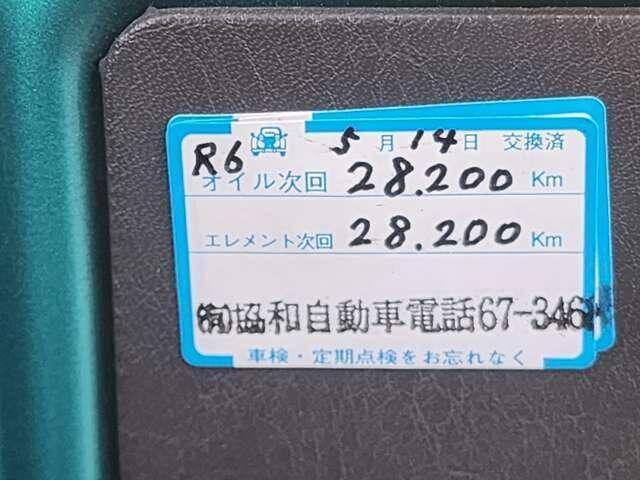 R6 5月14日 交換済
オイル次回 28.200 Km
エレメント次回 28.200 Km
協和自動車電話67-346
車検・定期点検をお忘れなく